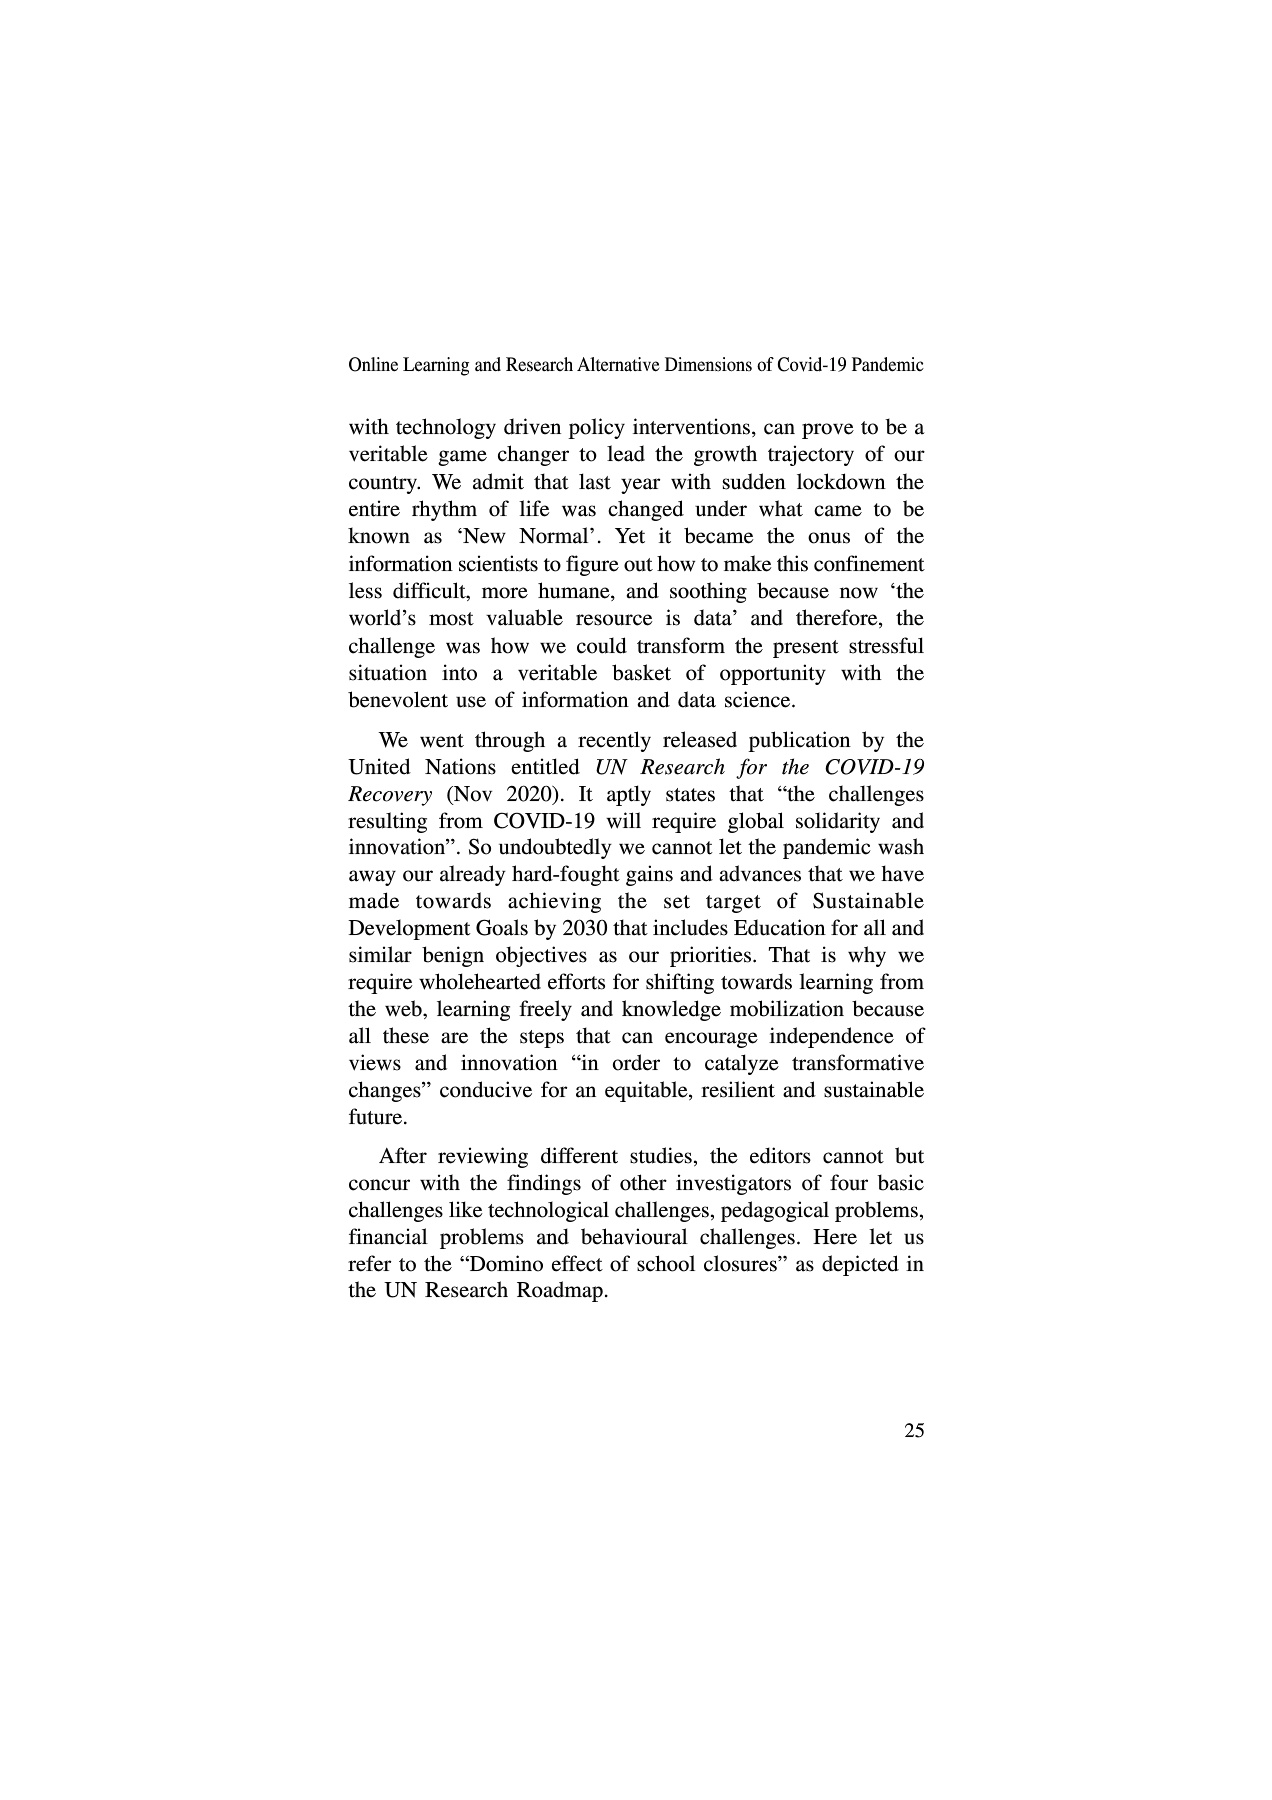 Online Learning and Research Alternative Dimensions of Covid-19 Pandemic
with technology driven policy interventions, can prove to be a
veritable game changer to lead the growth trajectory of our
country. We admit that last year with sudden lockdown the
entire rhythm of life was changed under what came to be
known as ‘New Normal’. Yet it became the onus of the
information scientists to figure out how to make this confinement
less difficult, more humane, and soothing because now ‘the
world’s most valuable resource is data’ and therefore, the
challenge was how we could transform the present stressful
situation into a veritable basket of opportunity with the
benevolent use of information and data science.
We went through a recently released publication by the
United Nations entitled UN Research for the COVID-19
Recovery (Nov 2020). It aptly states that “the challenges
resulting from COVID-19 will require global solidarity and
innovation”. So undoubtedly we cannot let the pandemic wash
away our already hard-fought gains and advances that we have
made towards achieving the set target of Sustainable
Development Goals by 2030 that includes Education for all and
similar benign objectives as our priorities. That is why we
require wholehearted efforts for shifting towards learning from
the web, learning freely and knowledge mobilization because
all these are the steps that can encourage independence of
views and innovation “in order to catalyze transformative
changes” conducive for an equitable, resilient and sustainable
future.
After reviewing different studies, the editors cannot but
concur with the findings of other investigators of four basic
challenges like technological challenges, pedagogical problems,
financial problems and behavioural challenges. Here let us
refer to the “Domino effect of school closures” as depicted in
the UN Research Roadmap.
25